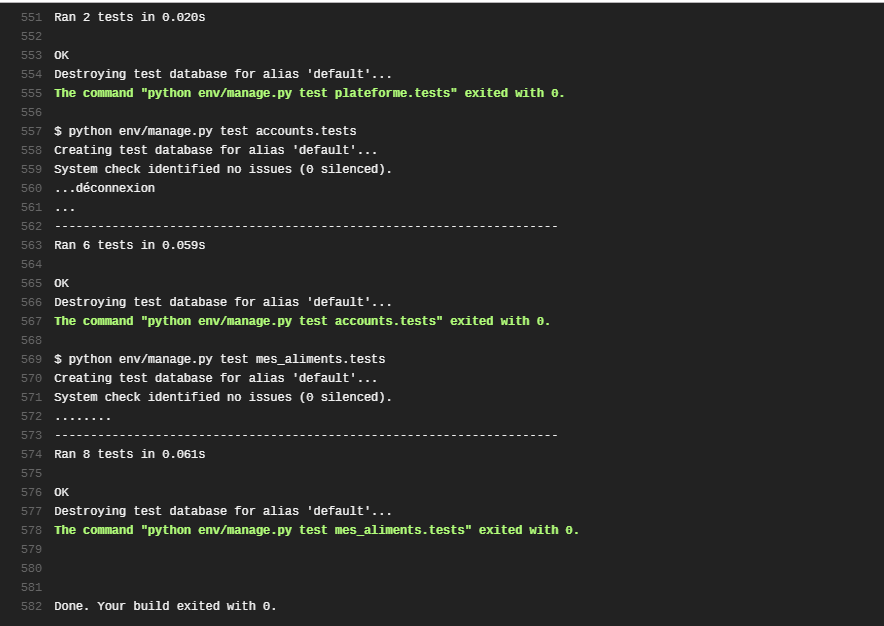 551 Ran 2 tests in 0.020s
552
553 OK
554 Destroying test database for alias 'default'...
555 The command "python env/manage.py test plateforme.tests" exited with 0.
556
557 $ python env/manage.py test accounts.tests
558 Creating test database for alias 'default'...
559 System check identified no issues (0 silenced).
560 ...déconnexion
561 ...
562 ----------------------------------------------------------------------
563 Ran 6 tests in 0.059s
564
565 OK
566 Destroying test database for alias 'default'...
567 The command "python env/manage.py test accounts.tests" exited with 0.
568
569 $ python env/manage.py test mes_aliments.tests
570 Creating test database for alias 'default'...
571 System check identified no issues (0 silenced).
572 ........
573 ----------------------------------------------------------------------
574 Ran 8 tests in 0.061s
575
576 OK
577 Destroying test database for alias 'default'...
578 The command "python env/manage.py test mes_aliments.tests" exited with 0.
579
580
581
582 Done. Your build exited with 0.